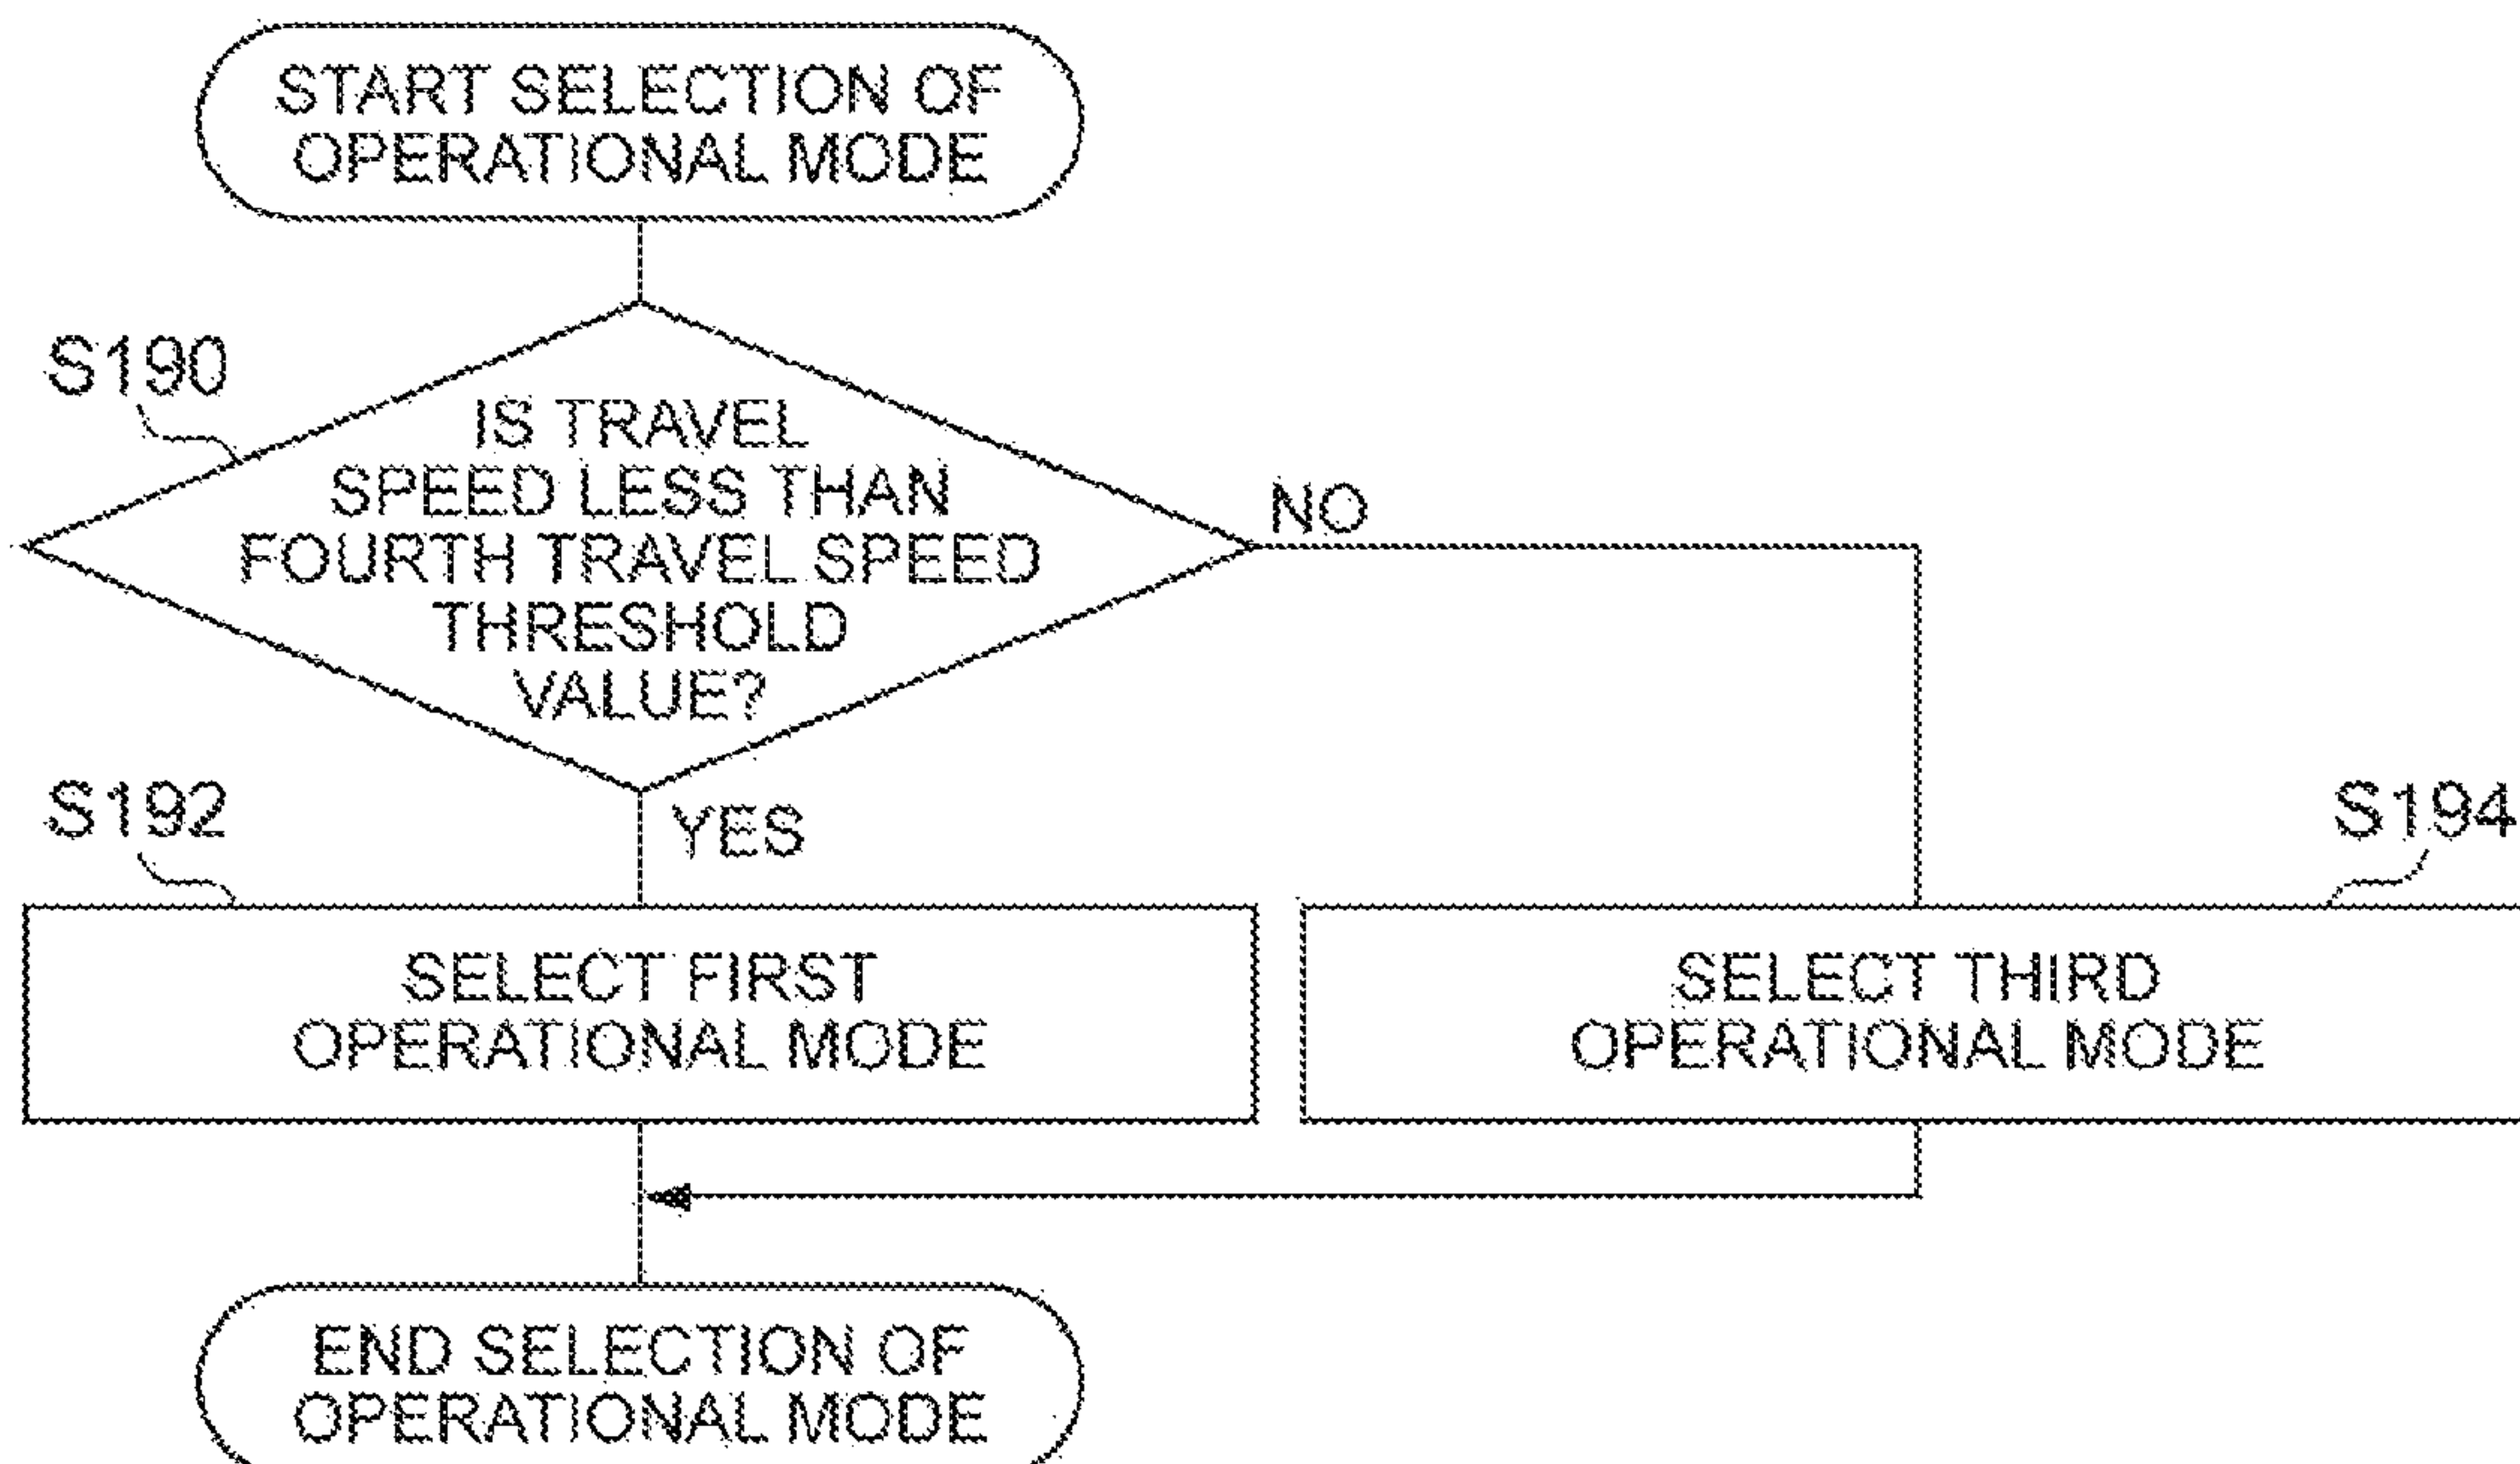 START SELECTION OF
OPERATIONAL MODE
S190
IS TRAVEL
SPEED LESS THAN
FOURTH TRAVEL SPEED
THRESHOLD
VALUE?
NO
YES
S192
SELECT FIRST
OPERATIONAL MODE
S194
SELECT THIRD
OPERATIONAL MODE
END SELECTION OF
OPERATIONAL MODE